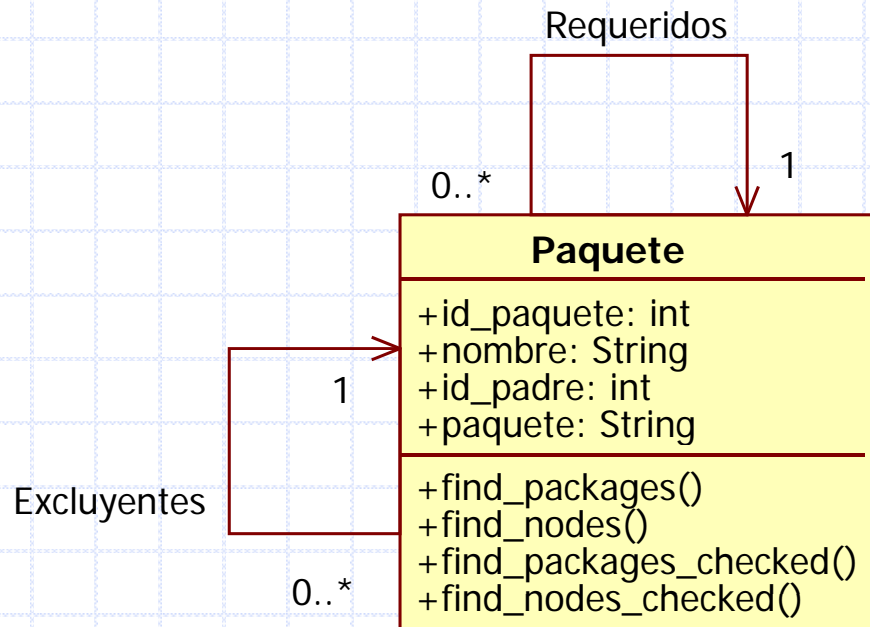 Requeridos
0..*
1
Paquete
+id_paquete: int
+nombre: String
+id_padre: int
+paquete: String
1
Excluyentes
0..*
+find_packages()
+find_nodes()
+find_packages_checked()
+find_nodes_checked()